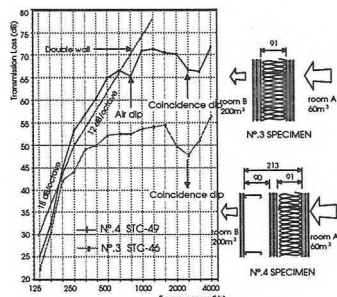 Transmission Loss (dB)
80
75
70
65
60
55
50
45
40
35
30
25
20
Double wall
Air dip
Coincidence dip
12 dB/octave
18 dB/octave
Coincidence dip
Nº.4 STC-49
Nº.3 STC-46
125
250
500
1000
2000
4000
91
room B
200m³
room A
60m³
Nº.3 SPECIMEN
213
90
91
room B
200m³
room A
60m³
Nº.4 SPECIMEN